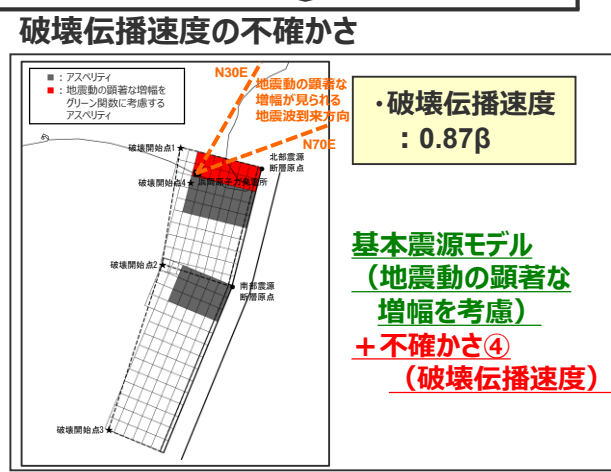 破壊伝播速度の不確かさ
■ : アスペリティ
■ : 地震動の顕著な増幅を
グリーン関数に考慮する
アスペリティ
N30E
地震動の顕著な
増幅が見られる
地震波到来方向
N70E
破壊開始点1★
北部震源
断層原点
破壊開始点4★
浜岡原子力発電所
破壊開始点2★
南部震源
断層原点
破壊開始点3★
・破壊伝播速度
：0.87β
基本震源モデル
（地震動の顕著な
増幅を考慮）
＋不確かさ④
（破壊伝播速度）